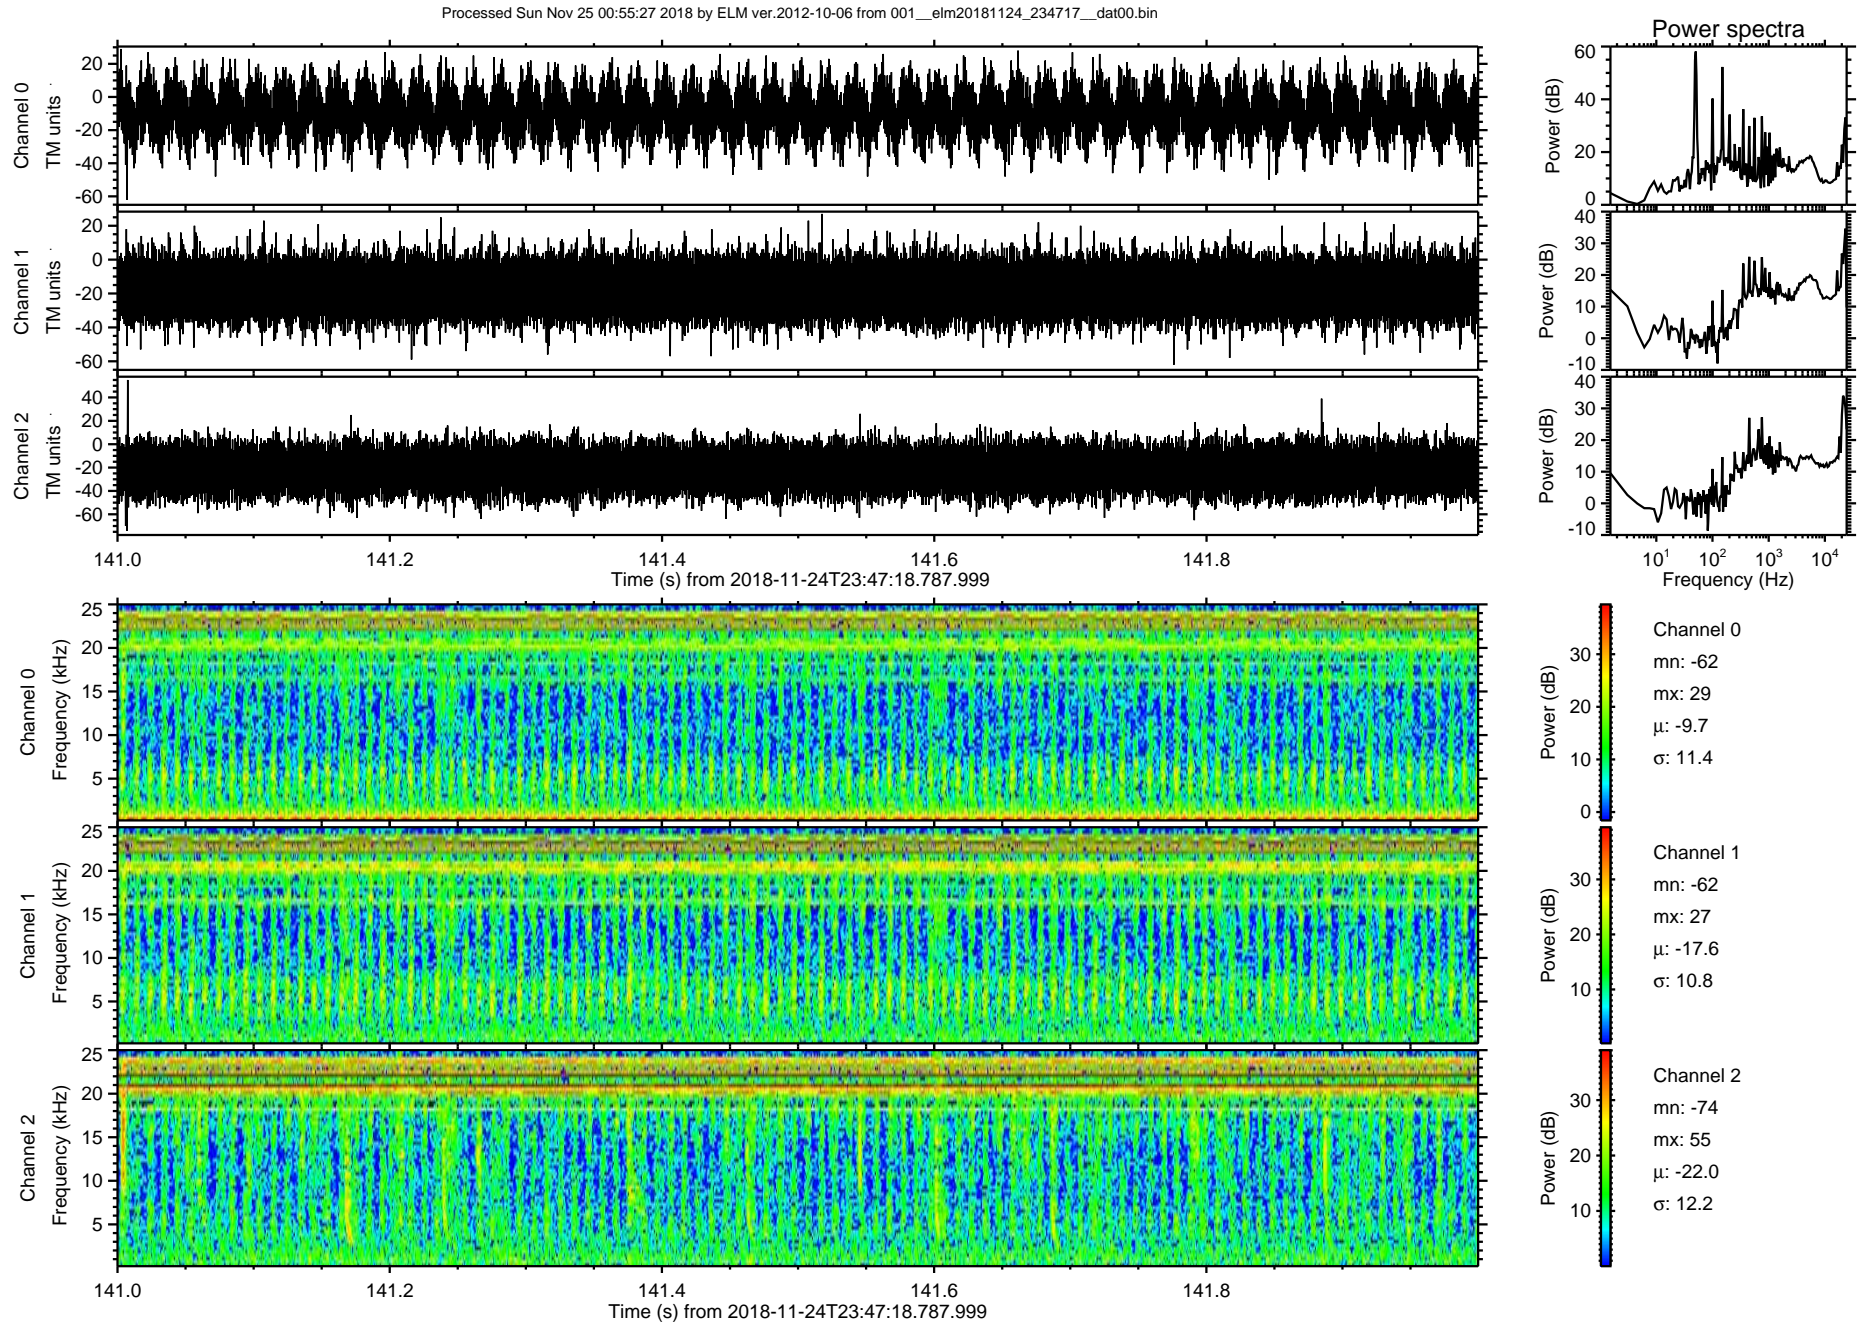 Processed Sun Nov 25 00:55:27 2018 by ELM ver.2012-10-06 from 001__elm20181124_234717__dat00.bin
Power spectra
Channel 0
TM units
20
0
-20
-40
-60
Power (dB)
60
40
20
0
Channel 1
TM units
20
0
-20
-40
-60
Power (dB)
40
30
20
10
0
-10
Channel 2
TM units
40
20
0
-20
-40
-60
Power (dB)
40
30
20
10
0
-10
141.0 141.2 141.4 141.6 141.8
Time (s) from 2018-11-24T23:47:18.787.999
10^1 10^2 10^3 10^4
Frequency (Hz)
Channel 0
Frequency (kHz)
25
20
15
10
5
Power (dB)
30
20
10
0
Channel 0
mn: -62
mx: 29
µ: -9.7
σ: 11.4
Channel 1
Frequency (kHz)
25
20
15
10
5
Power (dB)
30
20
10
Channel 1
mn: -62
mx: 27
µ: -17.6
σ: 10.8
Channel 2
Frequency (kHz)
25
20
15
10
5
Power (dB)
30
20
10
Channel 2
mn: -74
mx: 55
µ: -22.0
σ: 12.2
141.0 141.2 141.4 141.6 141.8
Time (s) from 2018-11-24T23:47:18.787.999